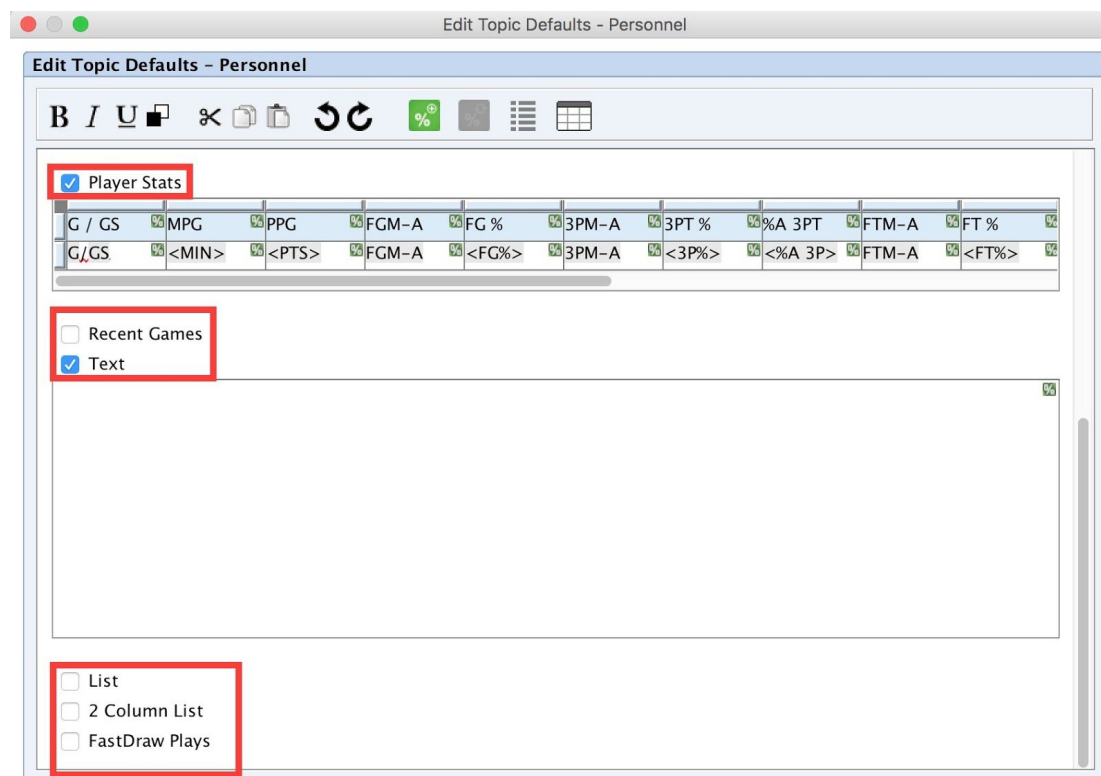 Edit Topic Defaults - Personnel
Edit Topic Defaults – Personnel
B I U
Player Stats
G / GS MPG PPG FGM-A FG % 3PM-A 3PT % %A 3PT FTM-A FT %
G/GS <MIN> <PTS> FGM-A <FG%> 3PM-A <3P%> <%A 3P> FTM-A <FT%>
Recent Games
Text
List
2 Column List
FastDraw Plays